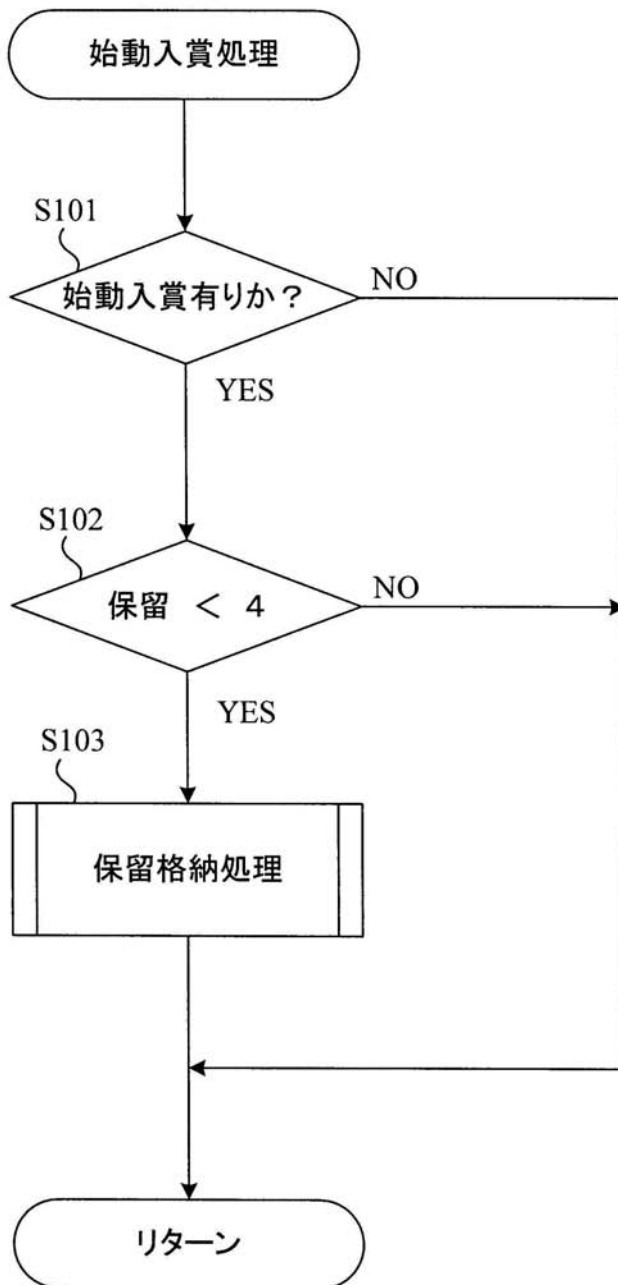 始動入賞処理
S101
始動入賞有りか？
NO
YES
S102
保留 ＜ ４
NO
YES
S103
保留格納処理
リターン